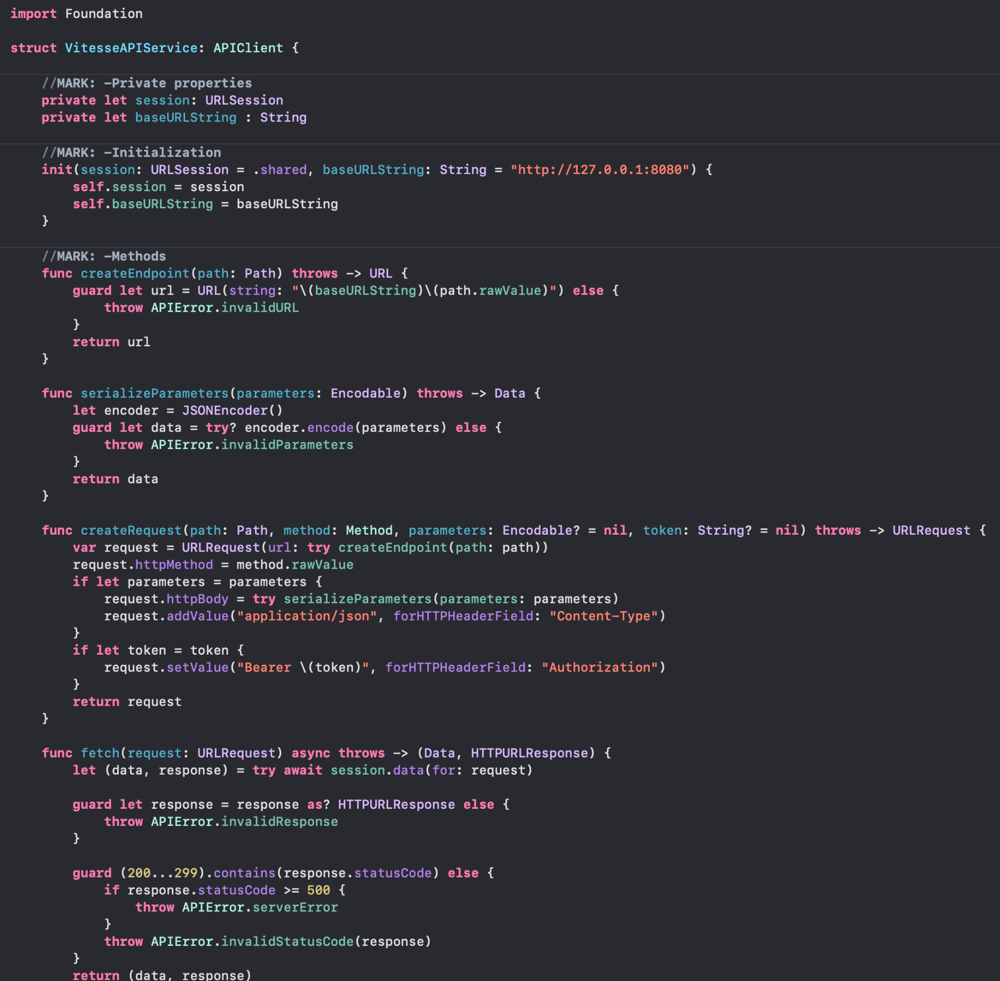 import Foundation
struct VitesseAPIService: APIClient {
//MARK: -Private properties
private let session: URLSession
private let baseURLString : String
//MARK: -Initialization
init(session: URLSession = .shared, baseURLString: String = "http://127.0.0.1:8080") {
self.session = session
self.baseURLString = baseURLString
}
//MARK: -Methods
func createEndpoint(path: Path) throws -> URL {
guard let url = URL(string: "\(baseURLString)\(path.rawValue)") else {
throw APIError.invalidURL
}
return url
}
func serializeParameters(parameters: Encodable) throws -> Data {
let encoder = JSONEncoder()
guard let data = try? encoder.encode(parameters) else {
throw APIError.invalidParameters
}
return data
}
func createRequest(path: Path, method: Method, parameters: Encodable? = nil, token: String? = nil) throws -> URLRequest {
var request = URLRequest(url: try createEndpoint(path: path))
request.httpMethod = method.rawValue
if let parameters = parameters {
request.httpBody = try serializeParameters(parameters: parameters)
request.addValue("application/json", forHTTPHeaderField: "Content-Type")
}
if let token = token {
request.setValue("Bearer \(token)", forHTTPHeaderField: "Authorization")
}
return request
}
func fetch(request: URLRequest) async throws -> (Data, HTTPURLResponse) {
let (data, response) = try await session.data(for: request)
guard let response = response as? HTTPURLResponse else {
throw APIError.invalidResponse
}
guard (200...299).contains(response.statusCode) else {
if response.statusCode >= 500 {
throw APIError.serverError
}
throw APIError.invalidStatusCode(response)
}
return (data, response)